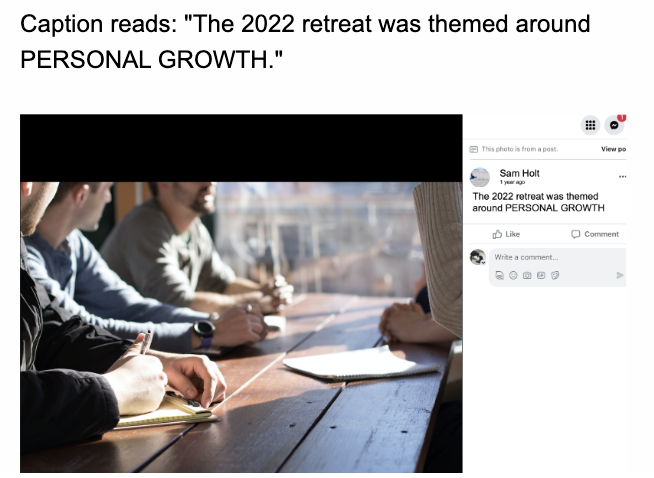 Caption reads: "The 2022 retreat was themed around
PERSONAL GROWTH."
1
This photo is from a post.
View po
Sam Holt
1 year ago
The 2022 retreat was themed
around PERSONAL GROWTH
Like
Comment
Write a comment...